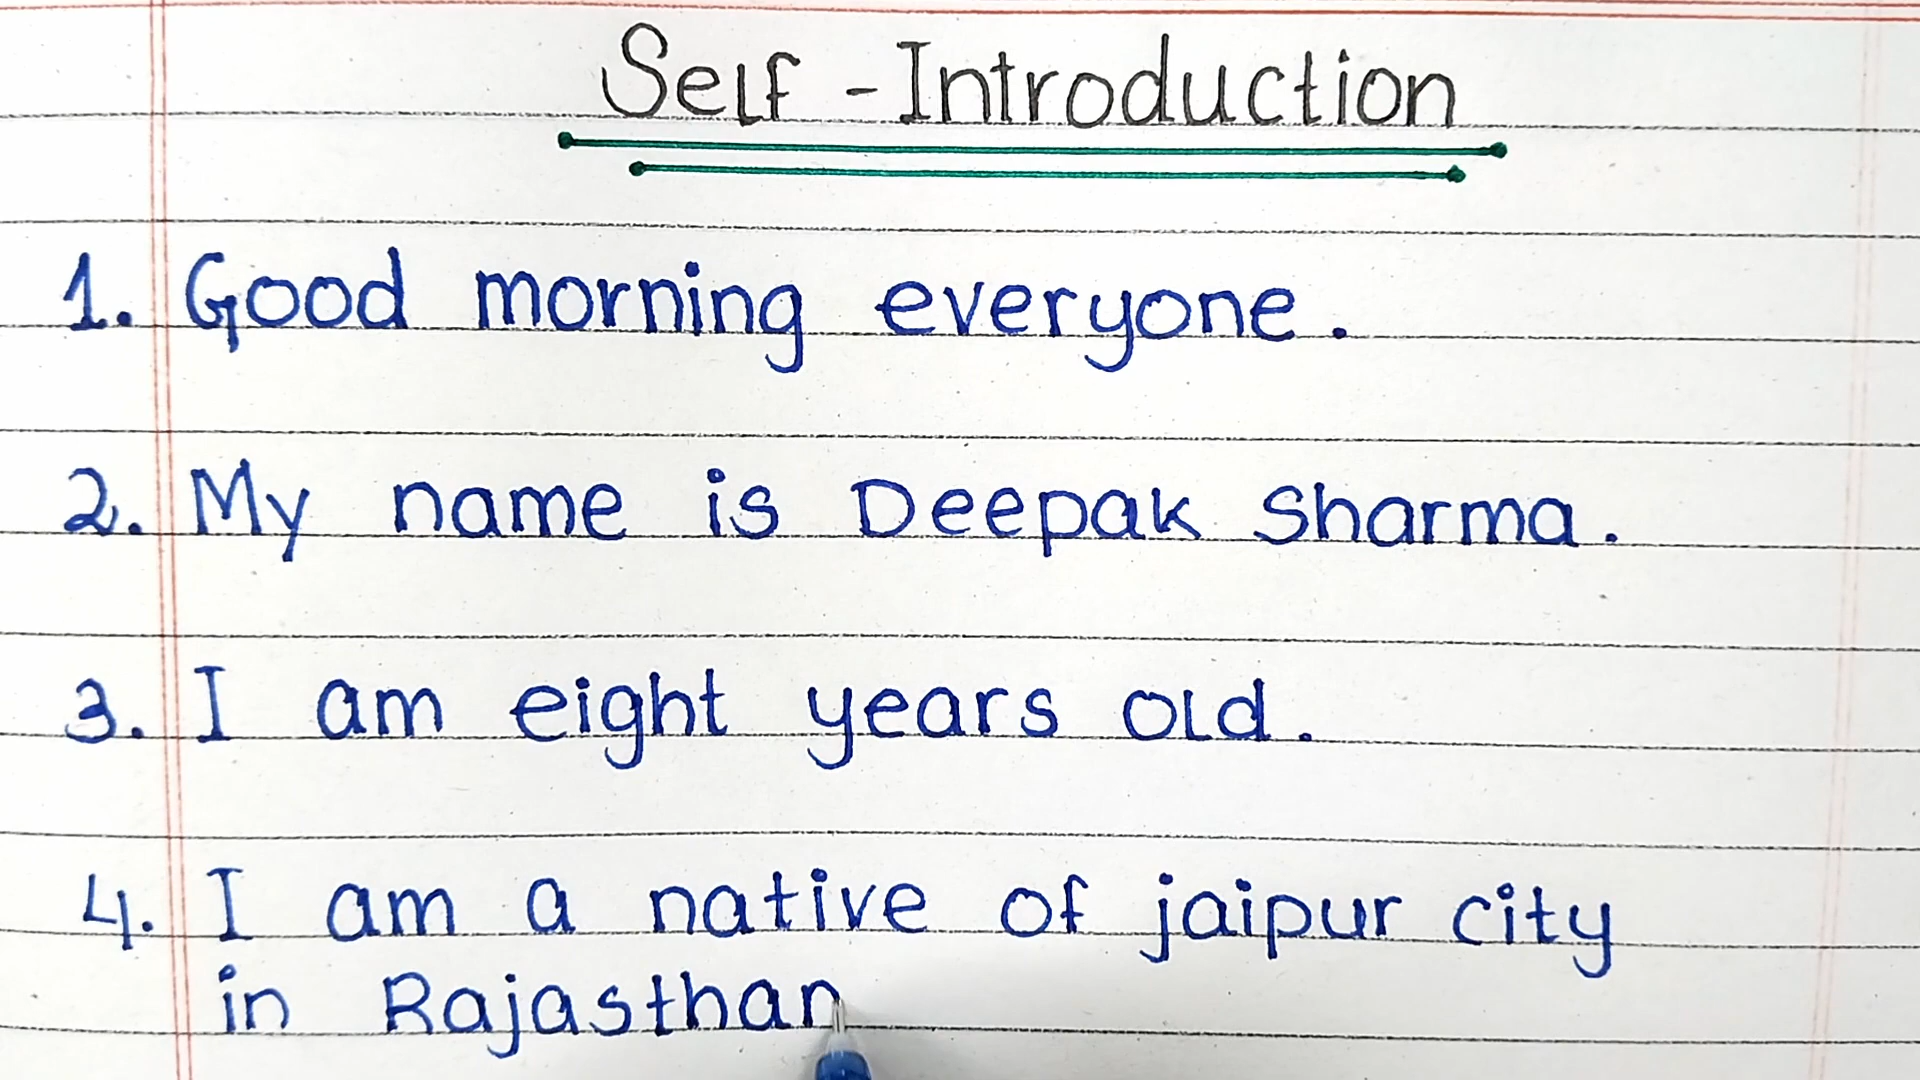 Self - Introduction
1. Good morning everyone.
2. My name is Deepak Sharma.
3. I am eight years old.
4. I am a native of jaipur city
in Rajasthan